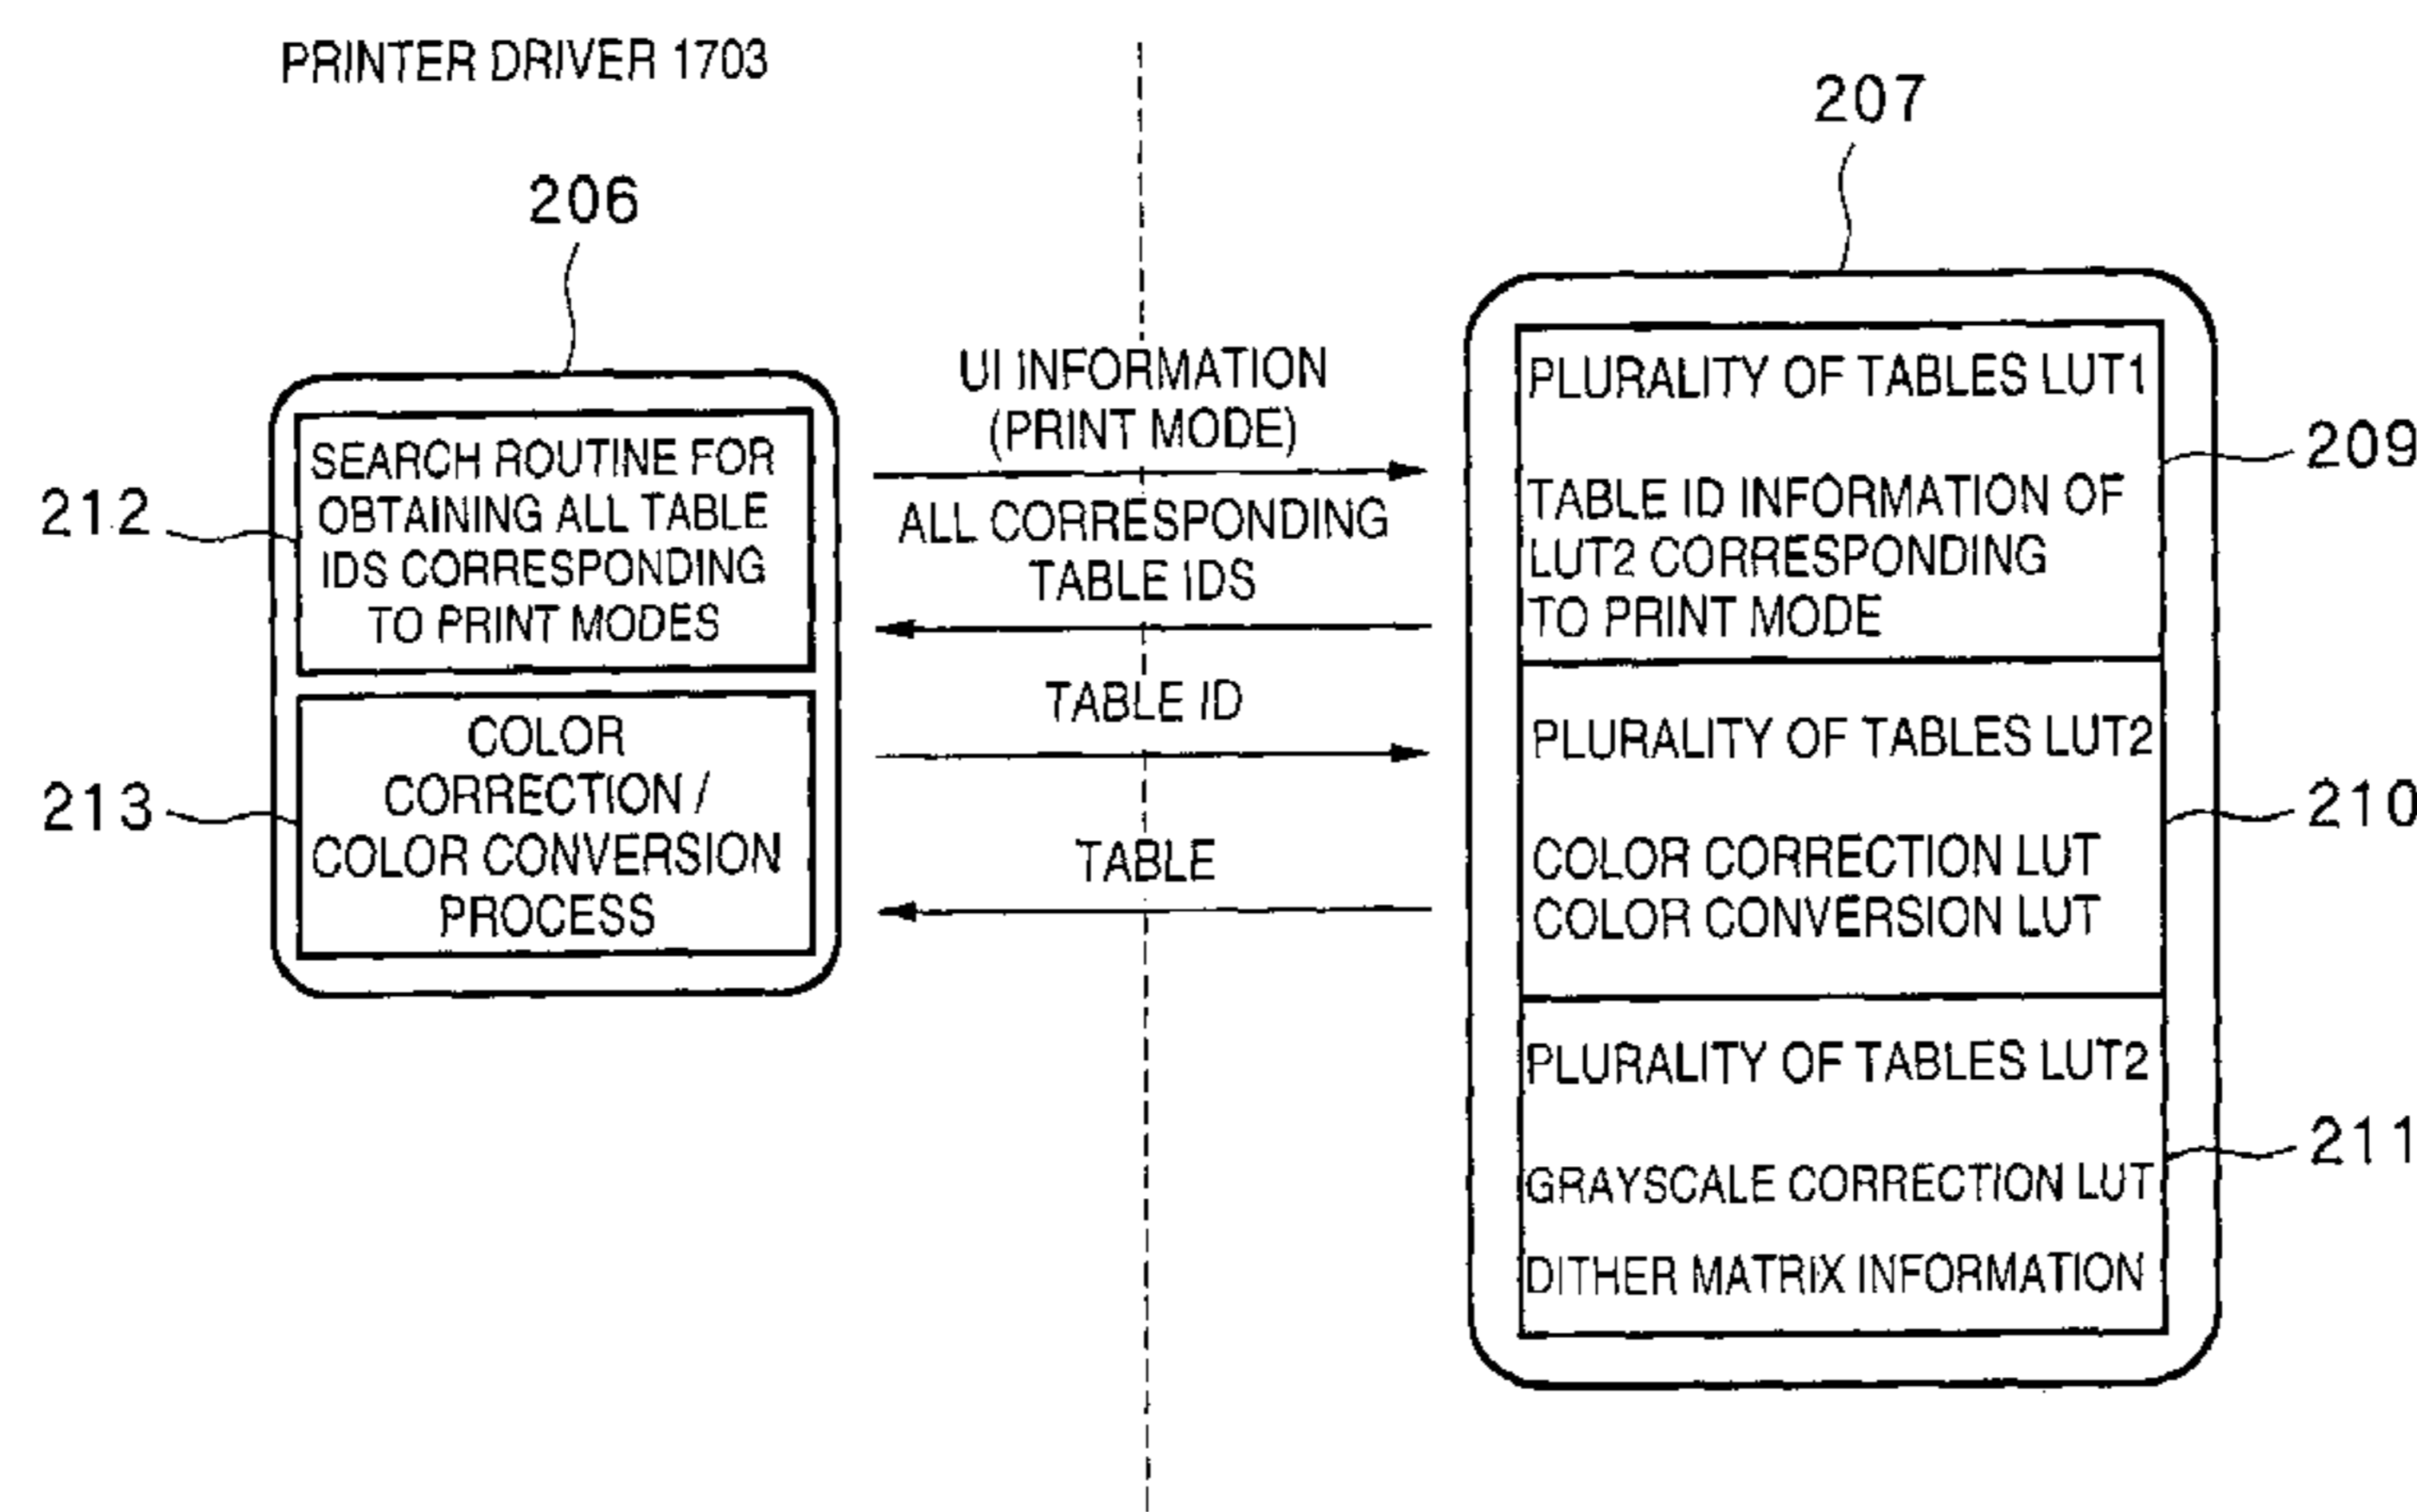 PRINTER DRIVER 1703
206
212
SEARCH ROUTINE FOR
OBTAINING ALL TABLE
IDS CORRESPONDING
TO PRINT MODES
213
COLOR
CORRECTION /
COLOR CONVERSION
PROCESS
UI INFORMATION
(PRINT MODE)
ALL CORRESPONDING
TABLE IDS
TABLE ID
TABLE
207
PLURALITY OF TABLES LUT1
TABLE ID INFORMATION OF
LUT2 CORRESPONDING
TO PRINT MODE
209
PLURALITY OF TABLES LUT2
COLOR CORRECTION LUT
COLOR CONVERSION LUT
210
PLURALITY OF TABLES LUT2
GRAYSCALE CORRECTION LUT
DITHER MATRIX INFORMATION
211